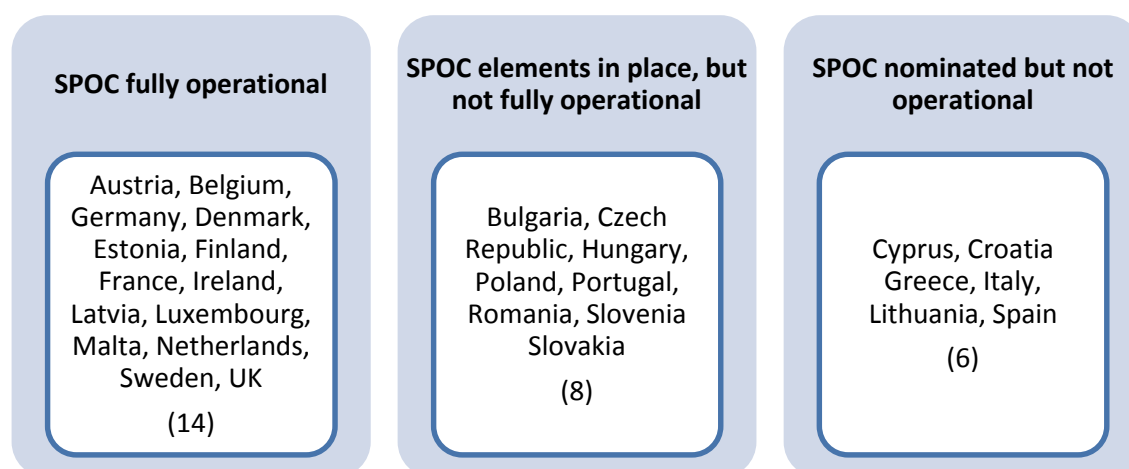 SPOC fully operational
Austria, Belgium,
Germany, Denmark,
Estonia, Finland,
France, Ireland,
Latvia, Luxembourg,
Malta, Netherlands,
Sweden, UK
(14)
SPOC elements in place, but
not fully operational
Bulgaria, Czech
Republic, Hungary,
Poland, Portugal,
Romania, Slovenia
Slovakia
(8)
SPOC nominated but not
operational
Cyprus, Croatia
Greece, Italy,
Lithuania, Spain
(6)